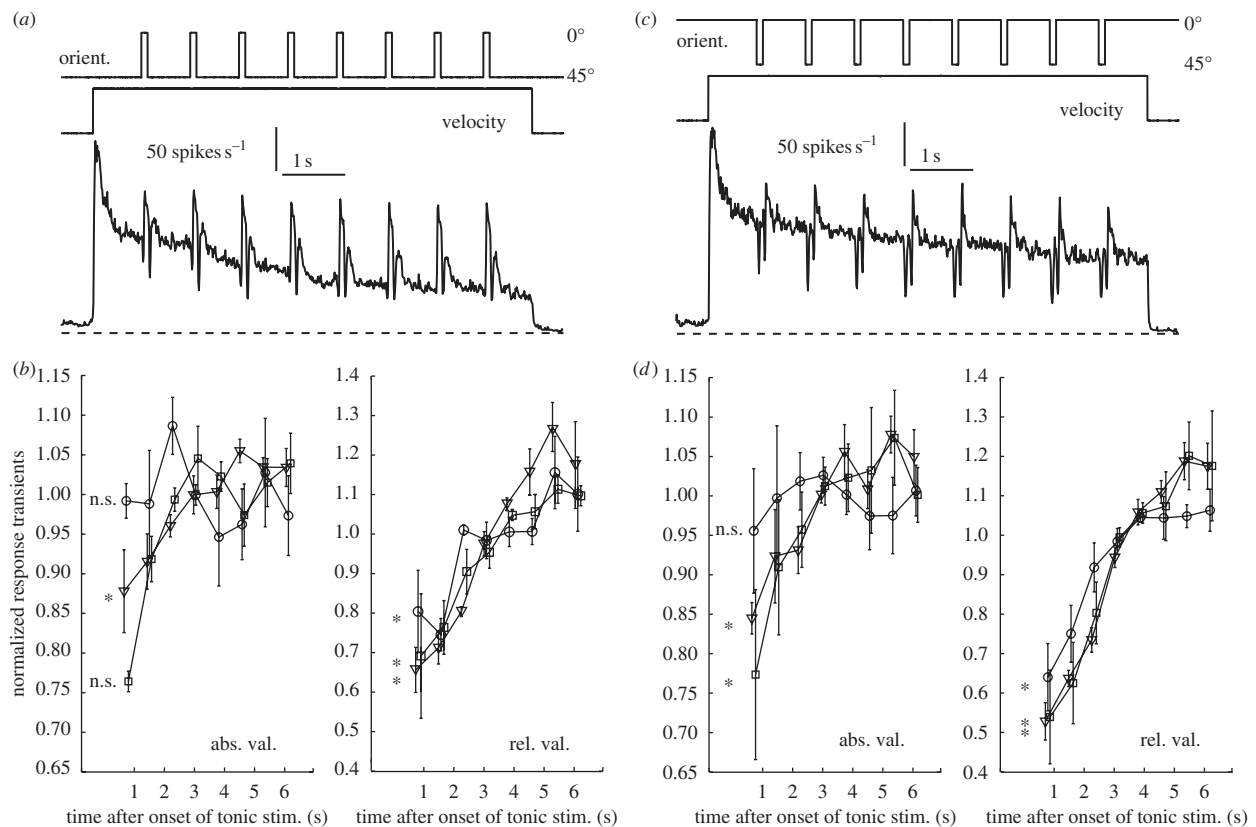 (a)
orient.
0°
45°
velocity
50 spikes s⁻¹
1 s
(c)
orient.
0°
45°
velocity
50 spikes s⁻¹
1 s
(b)
normalized response transients
1.15
1.10
1.05
1.00
0.95
0.90
0.85
0.80
0.75
0.70
0.65
n.s.
*
n.s.
abs. val.
1 2 3 4 5 6
time after onset of tonic stim. (s)
1.4
1.3
1.2
1.1
1.0
0.9
0.8
0.7
0.6
0.5
0.4
*
*
*
rel. val.
1 2 3 4 5 6
time after onset of tonic stim. (s)
(d)
1.15
1.10
1.05
1.00
0.95
0.90
0.85
0.80
0.75
0.70
0.65
n.s.
*
*
abs. val.
1 2 3 4 5 6
time after onset of tonic stim. (s)
1.4
1.3
1.2
1.1
1.0
0.9
0.8
0.7
0.6
0.5
0.4
*
*
*
rel. val.
1 2 3 4 5 6
time after onset of tonic stim. (s)